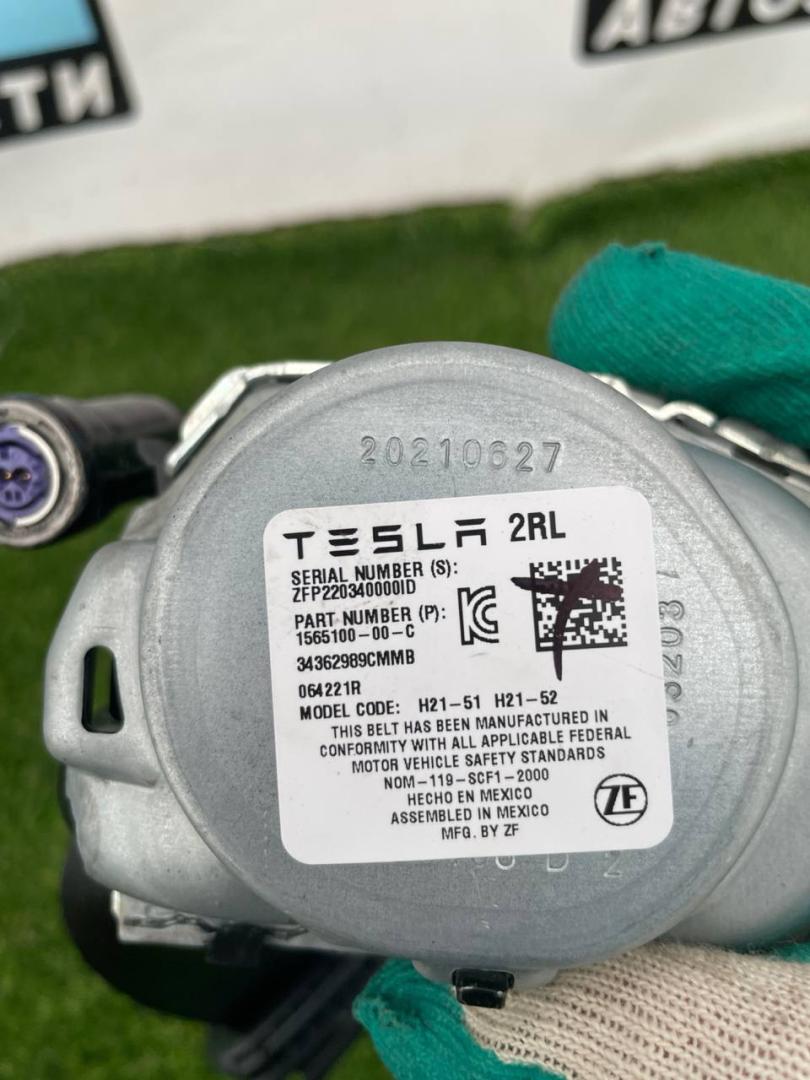 СТИ
АВТО
20210627
TESLA 2RL
SERIAL NUMBER (S):
ZFP220340000ID
PART NUMBER (P):
1565100-00-C
34362989CMMB
064221R
MODEL CODE: H21-51 H21-52
THIS BELT HAS BEEN MANUFACTURED IN
CONFORMITY WITH ALL APPLICABLE FEDERAL
MOTOR VEHICLE SAFETY STANDARDS
NOM-119-SCF1-2000
HECHO EN MEXICO
ASSEMBLED IN MEXICO
MFG. BY ZF
ZF